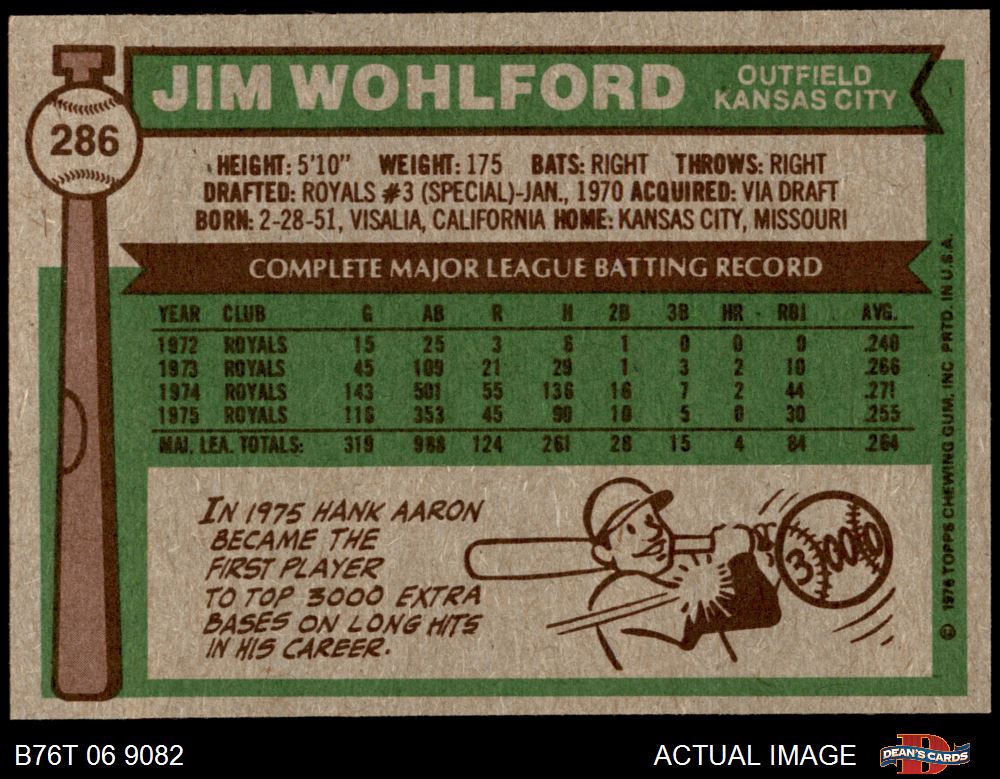 JIM WOHLFORD
OUTFIELD
KANSAS CITY
286
HEIGHT: 5'10" WEIGHT: 175 BATS: RIGHT THROWS: RIGHT
DRAFTED: ROYALS #3 (SPECIAL)-JAN., 1970 ACQUIRED: VIA DRAFT
BORN: 2-28-51, VISALIA, CALIFORNIA HOME: KANSAS CITY, MISSOURI
COMPLETE MAJOR LEAGUE BATTING RECORD
YEAR CLUB G AB R H 2B 3B HR RBI AVG.
1972 ROYALS 15 25 3 6 1 0 0 0 .240
1973 ROYALS 45 109 21 29 1 3 2 10 .266
1974 ROYALS 143 501 55 136 16 7 2 44 .271
1975 ROYALS 116 353 45 90 10 5 0 30 .255
MAJ. LEA. TOTALS: 319 988 124 261 28 15 4 84 .264
IN 1975 HANK AARON
BECAME THE
FIRST PLAYER
TO TOP 3000 EXTRA
BASES ON LONG HITS
IN HIS CAREER.
3000
© 1976 TOPPS CHEWING GUM, INC. PRTD. IN U.S.A.
B76T 06 9082
ACTUAL IMAGE
DEAN'S CARDS